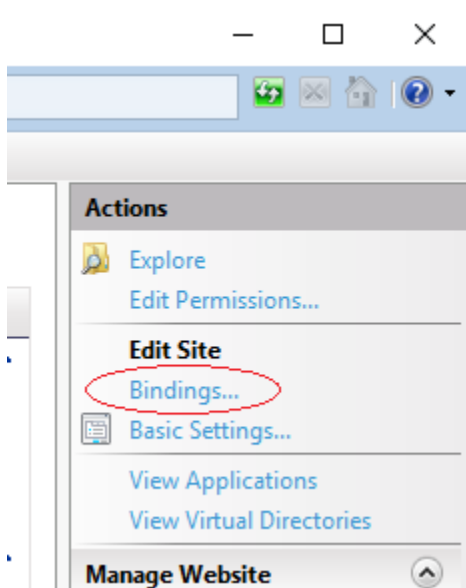 Actions
Explore
Edit Permissions...
Edit Site
Bindings...
Basic Settings...
View Applications
View Virtual Directories
Manage Website